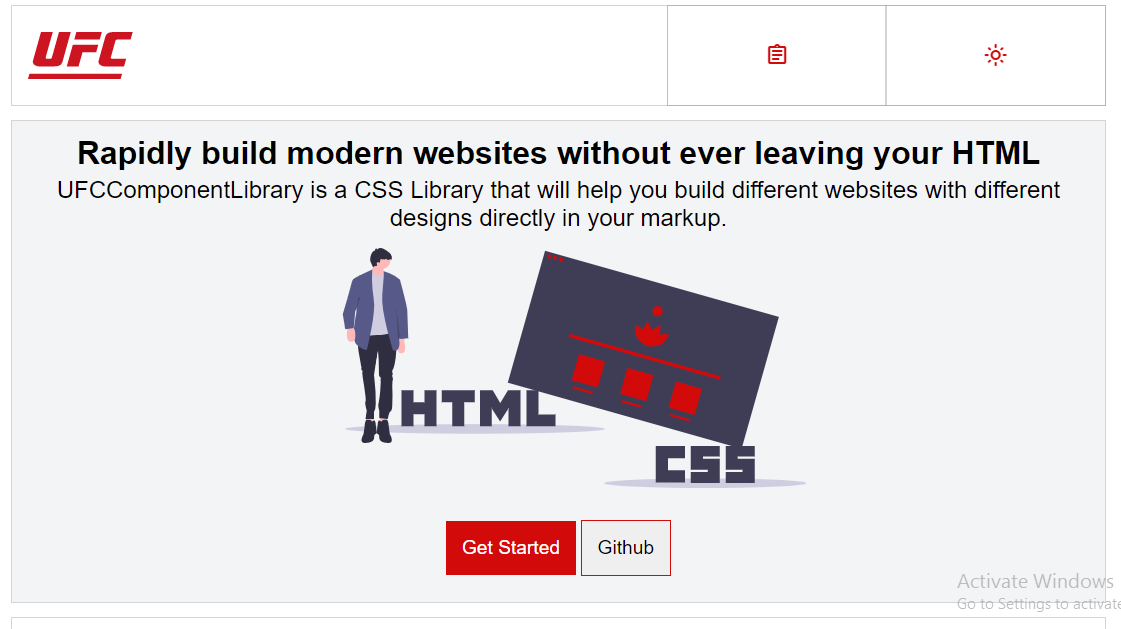 UFC
Rapidly build modern websites without ever leaving your HTML
UFCComponentLibrary is a CSS Library that will help you build different websites with different
designs directly in your markup.
HTML
CSS
Get Started
Github
Activate Windows
Go to Settings to activate